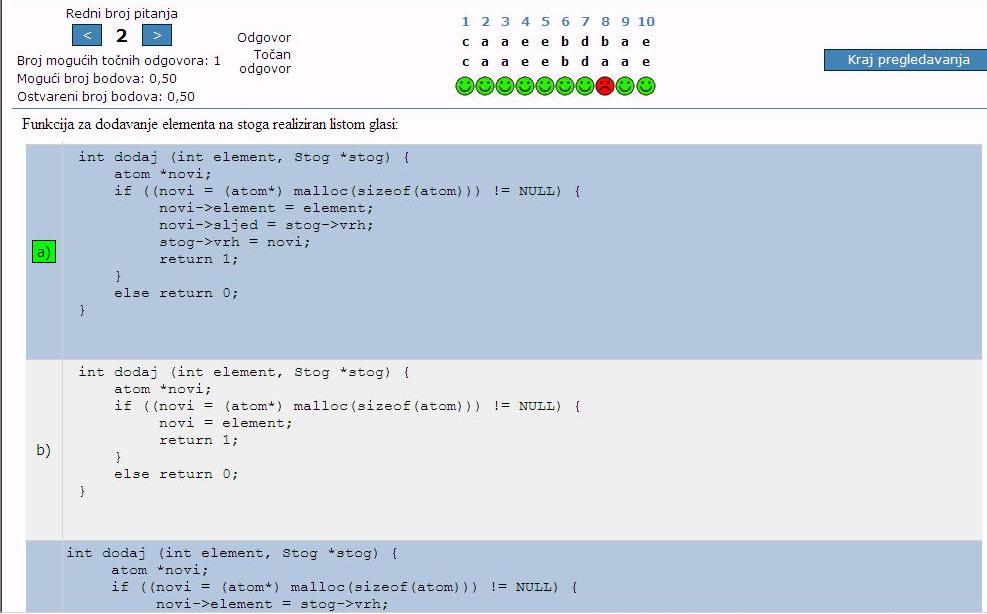 Redni broj pitanja
< 2 >
Broj mogućih točnih odgovora: 1
Mogući broj bodova: 0,50
Ostvareni broj bodova: 0,50
1 2 3 4 5 6 7 8 9 10
Odgovor c a a e e b d b a e
Točan odgovor c a a e e b d a a e
Kraj pregledavanja
Funkcija za dodavanje elementa na stoga realiziran listom glasi:
a)
int dodaj (int element, Stog *stog) {
atom *novi;
if ((novi = (atom*) malloc(sizeof(atom))) != NULL) {
novi->element = element;
novi->sljed = stog->vrh;
stog->vrh = novi;
return 1;
}
else return 0;
}
b)
int dodaj (int element, Stog *stog) {
atom *novi;
if ((novi = (atom*) malloc(sizeof(atom))) != NULL) {
novi = element;
return 1;
}
else return 0;
}
int dodaj (int element, Stog *stog) {
atom *novi;
if ((novi = (atom*) malloc(sizeof(atom))) != NULL) {
novi->element = stog->vrh;